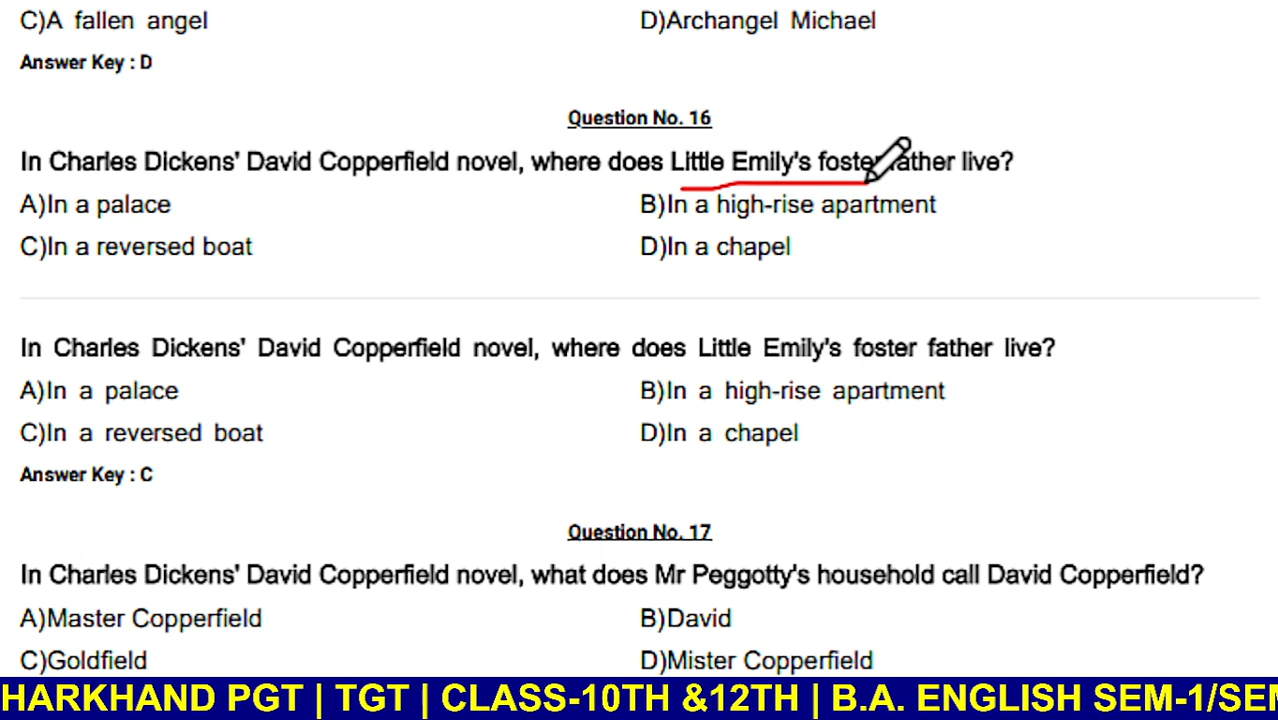 C)A fallen angel
D)Archangel Michael
Answer Key : D
Question No. 16
In Charles Dickens' David Copperfield novel, where does Little Emily's foster father live?
A)In a palace
B)In a high-rise apartment
C)In a reversed boat
D)In a chapel
In Charles Dickens' David Copperfield novel, where does Little Emily's foster father live?
A)In a palace
B)In a high-rise apartment
C)In a reversed boat
D)In a chapel
Answer Key : C
Question No. 17
In Charles Dickens' David Copperfield novel, what does Mr Peggotty's household call David Copperfield?
A)Master Copperfield
B)David
C)Goldfield
D)Mister Copperfield
HARKHAND PGT | TGT | CLASS-10TH &12TH | B.A. ENGLISH SEM-1/SEM